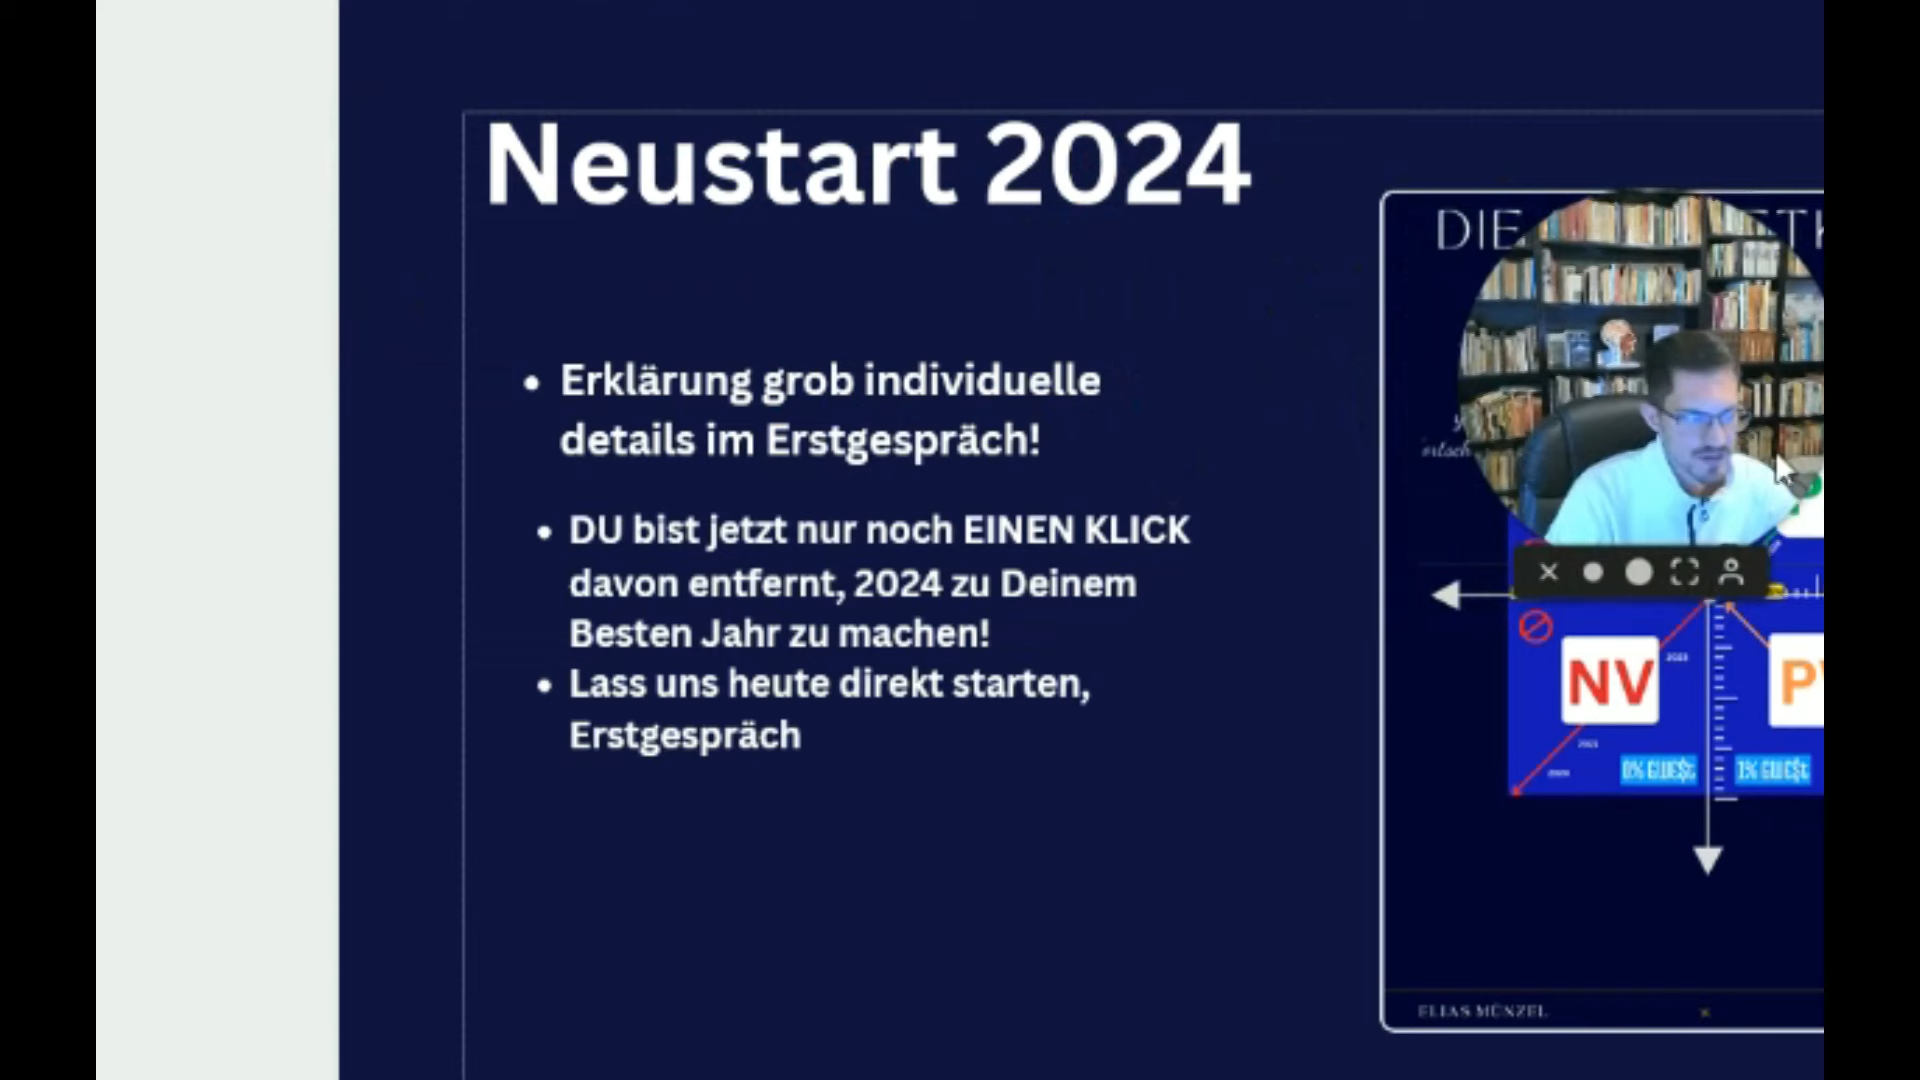 Neustart 2024
Erklärung grob individuelle
details im Erstgespräch!
DU bist jetzt nur noch EINEN KLICK
davon entfernt, 2024 zu Deinem
Besten Jahr zu machen!
Lass uns heute direkt starten,
Erstgespräch
DIE
NV
ELIAS MÜNZEL